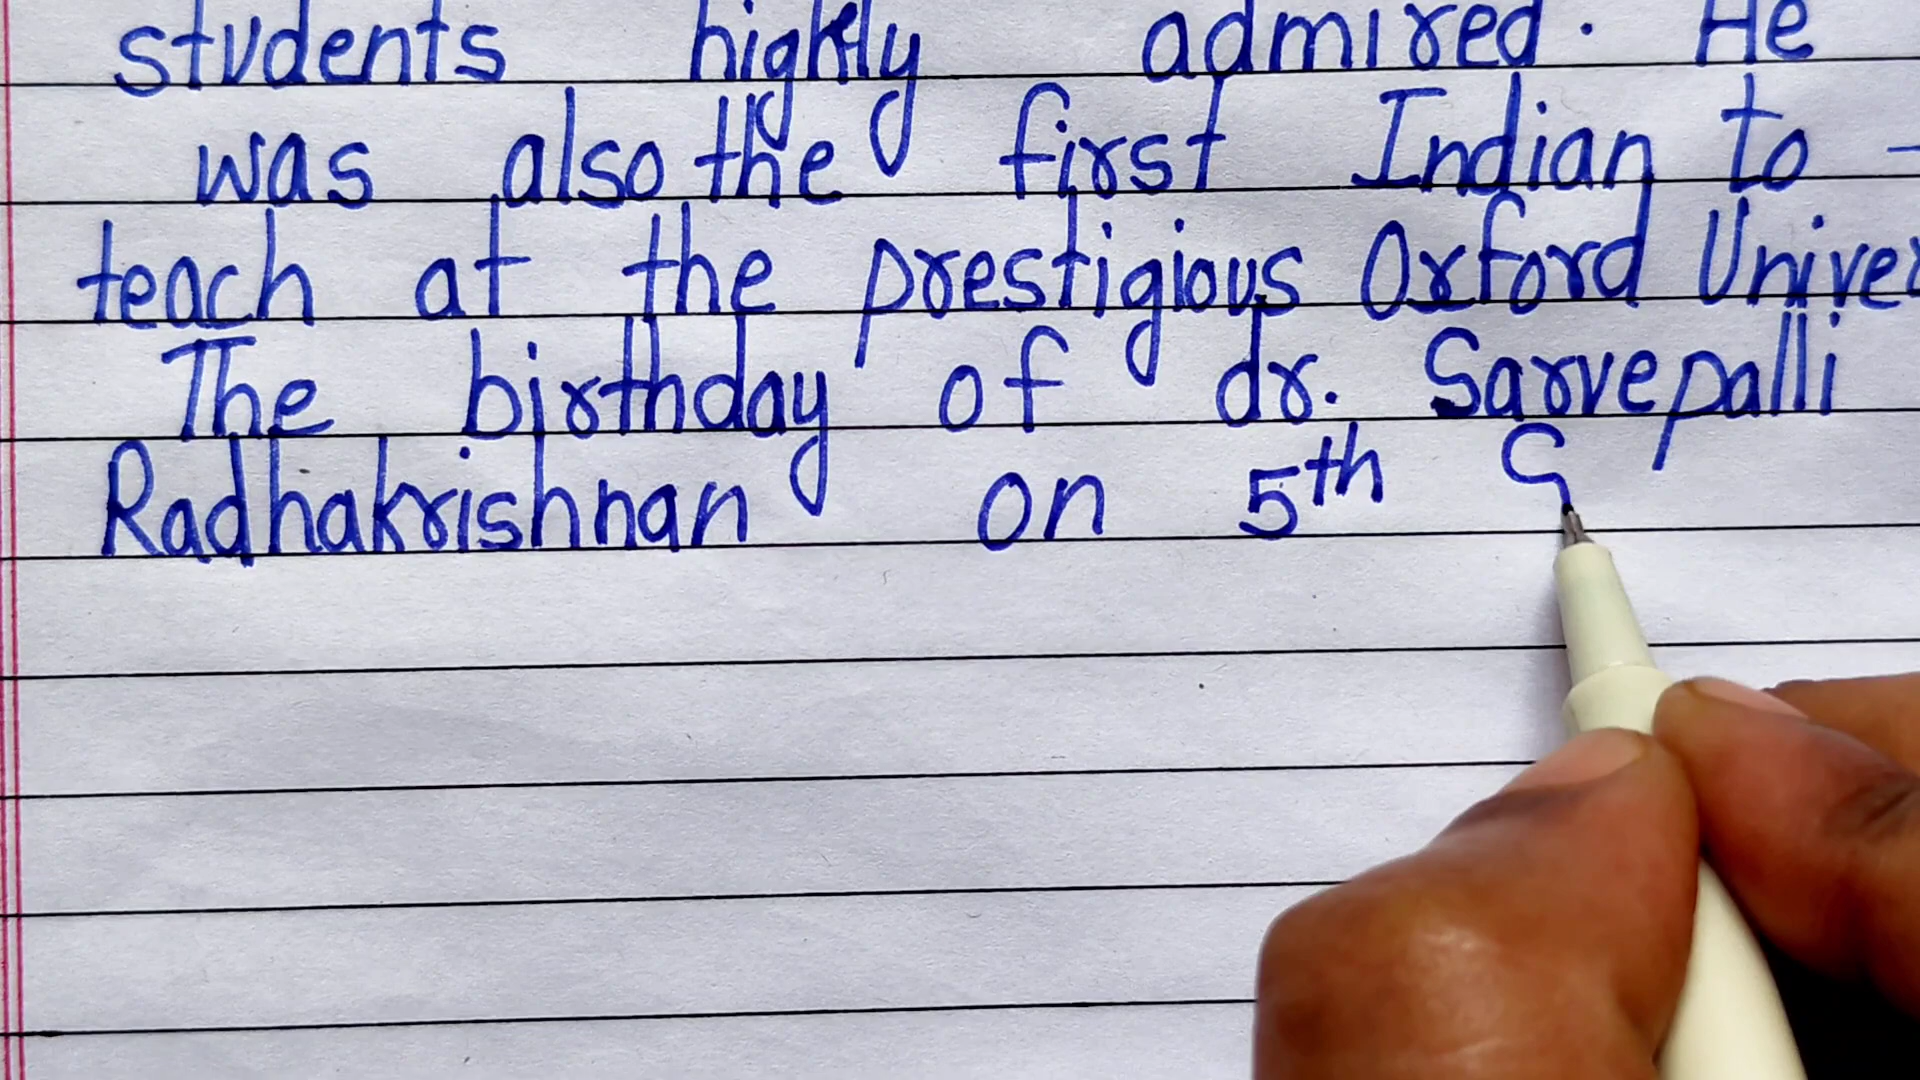 students highly admired. He
was also the first Indian to -
teach at the prestigious Oxford Univer
The birthday of dr. Sarvepalli
Radhakrishnan on 5th S